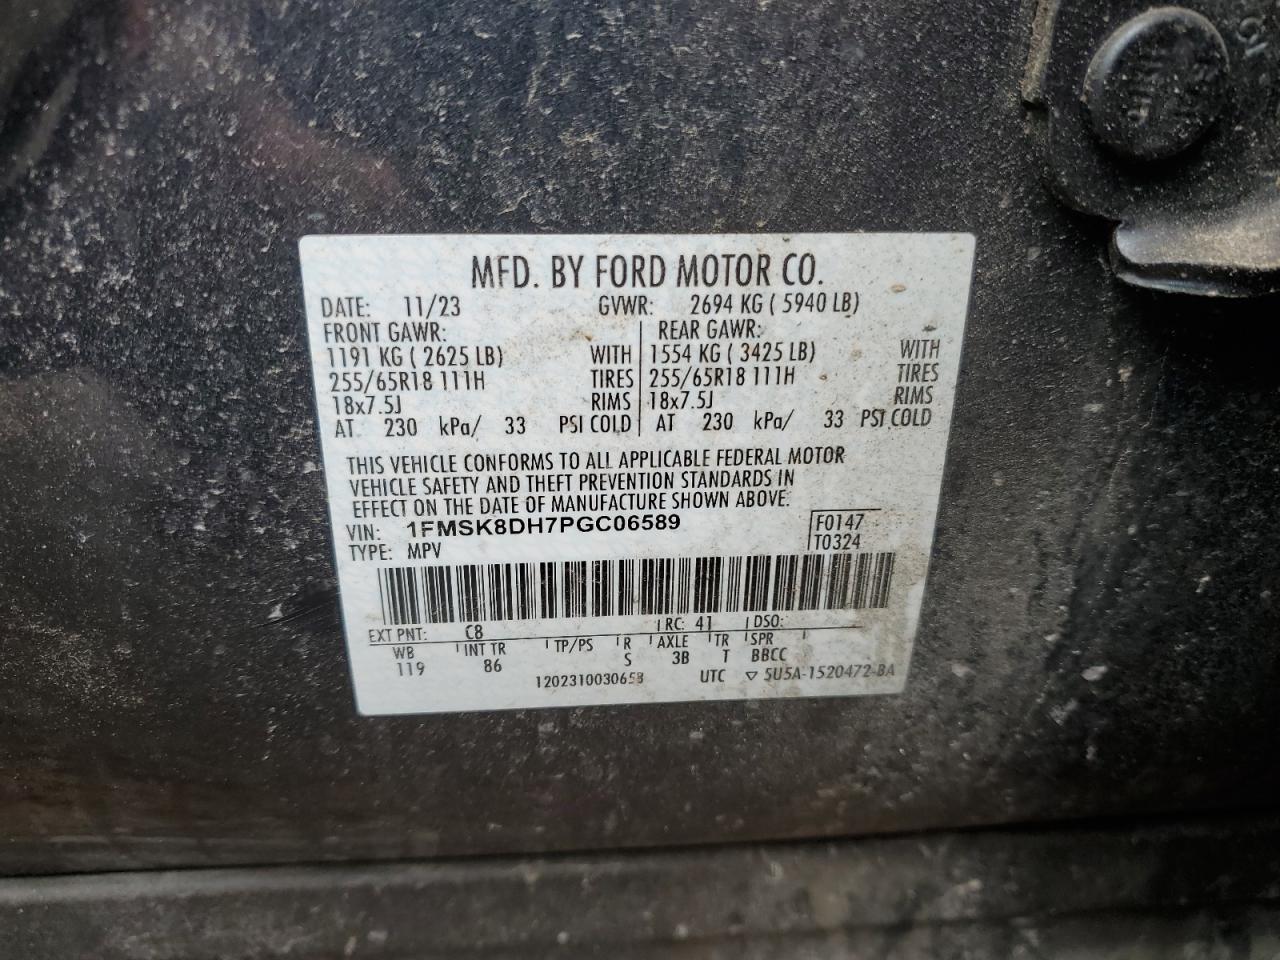 MFD. BY FORD MOTOR CO.
DATE: 11/23 GVWR: 2694 KG ( 5940 LB)
FRONT GAWR: REAR GAWR:
1191 KG ( 2625 LB) WITH 1554 KG ( 3425 LB) WITH
255/65R18 111H TIRES 255/65R18 111H TIRES
18x7.5J RIMS 18x7.5J RIMS
AT 230 kPa/ 33 PSI COLD AT 230 kPa/ 33 PSI COLD
THIS VEHICLE CONFORMS TO ALL APPLICABLE FEDERAL MOTOR
VEHICLE SAFETY AND THEFT PREVENTION STANDARDS IN
EFFECT ON THE DATE OF MANUFACTURE SHOWN ABOVE.
VIN: 1FMSK8DH7PGC06589 F0147
TYPE: MPV T0324
EXT PNT: C8 RC: 41 DSO:
WB INT TR TP/PS R AXLE TR SPR
119 86 S 3B T BBCC
1202310030653 UTC ▽ 5U5A-1520472-BA